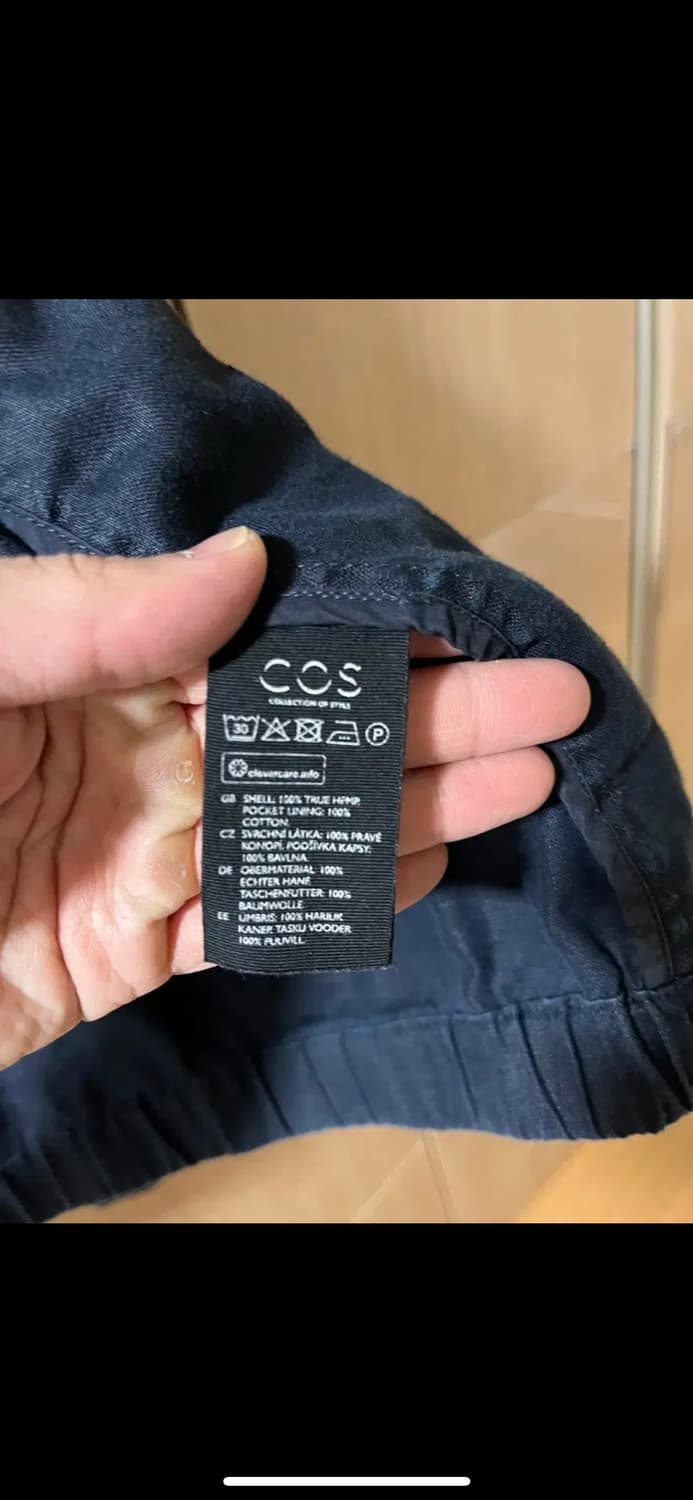 COS
COLLECTION OF STYLE
30
P
clevercare.info
GB SHELL: 100% TRUE HEMP.
POCKET LINING: 100%
COTTON.
CZ SVRCHNÍ LÁTKA: 100% PRAVÉ
KONOPÍ. PODŠÍVKA KAPSY:
100% BAVLNA.
DE OBERMATERIAL: 100%
ECHTER HANF.
TASCHENFUTTER: 100%
BAUMWOLLE
EE ÜMBRIS: 100% HARILIK
KANEP. TASKU VOODER
100% PUUVILL